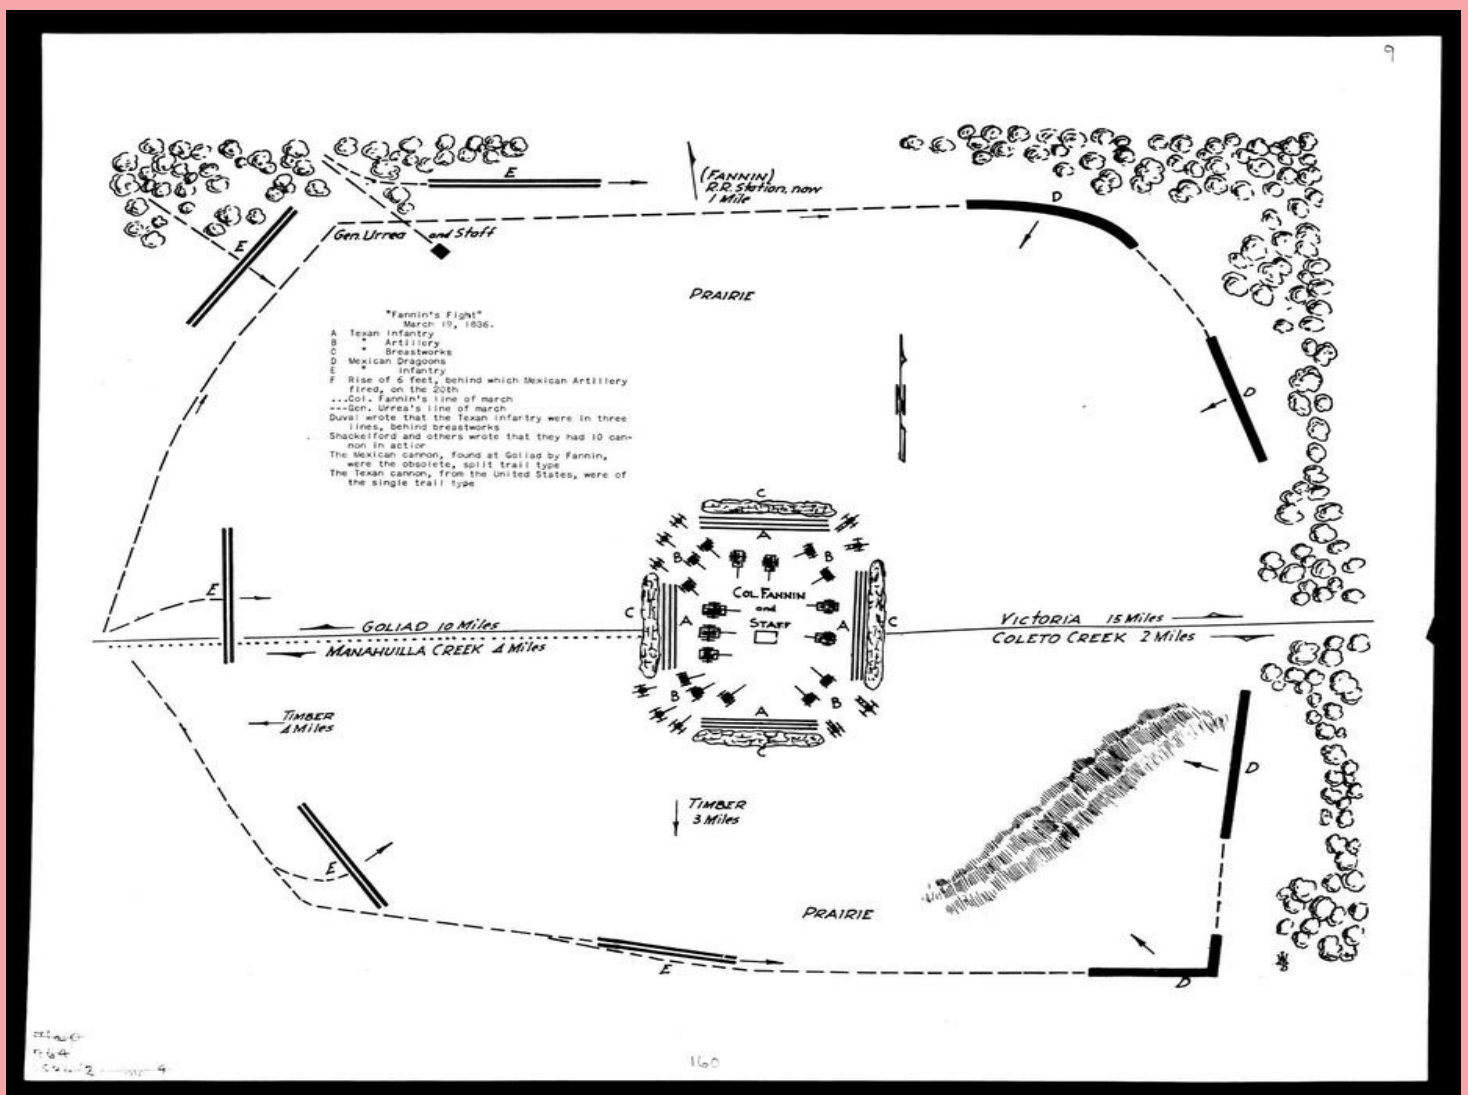 9
(FANNIN)
R.R. Station, now
1 Mile
E
D
E
Gen. Urrea and Staff
PRAIRIE
"Fannin's Fight"
March 19, 1836.
A Texan Infantry
B " Artillery
C " Breastworks
D Mexican Dragoons
E " Infantry
F Rise of 6 feet, behind which Mexican Artillery
fired, on the 20th
...Col. Fannin's line of march
---Gen. Urrea's line of march
Duval wrote that the Texan infantry were in three
lines, behind breastworks
Shackelford and others wrote that they had 10 can-
non in action
The Mexican cannon, found at Goliad by Fannin,
were the obsolete, split trail type
The Texan cannon, from the United States, were of
the single trail type
N
D
C
A
B B
E
COL. FANNIN
and
STAFF
C A A C
GOLIAD 10 Miles
VICTORIA 15 Miles
MANAHUILLA CREEK 4 Miles
COLETO CREEK 2 Miles
B B
A
C
TIMBER
4 Miles
D
TIMBER
3 Miles
E
PRAIRIE
E
D
160